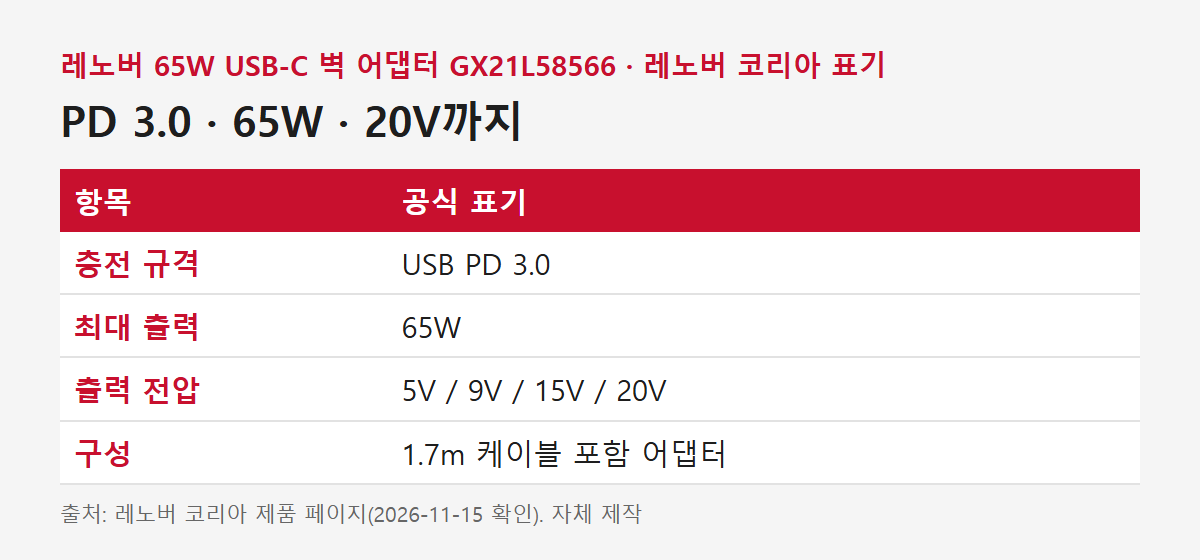 레노버 65W USB-C 벽 어댑터 GX21L58566 · 레노버 코리아 표기
PD 3.0 · 65W · 20V까지
항목 공식 표기
충전 규격 USB PD 3.0
최대 출력 65W
출력 전압 5V / 9V / 15V / 20V
구성 1.7m 케이블 포함 어댑터
출처: 레노버 코리아 제품 페이지(2026-11-15 확인). 자체 제작